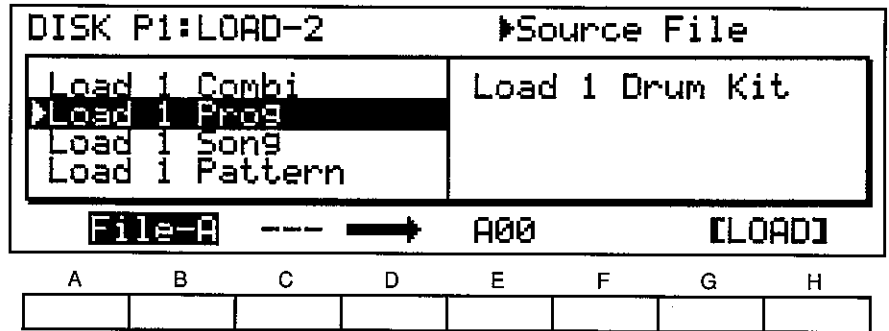 DISK P1:LOAD-2 ▶Source File
Load 1 Combi
▶Load 1 Prog
Load 1 Song
Load 1 Pattern
Load 1 Drum Kit
File-A --- → A00 [LOAD]
A B C D E F G H